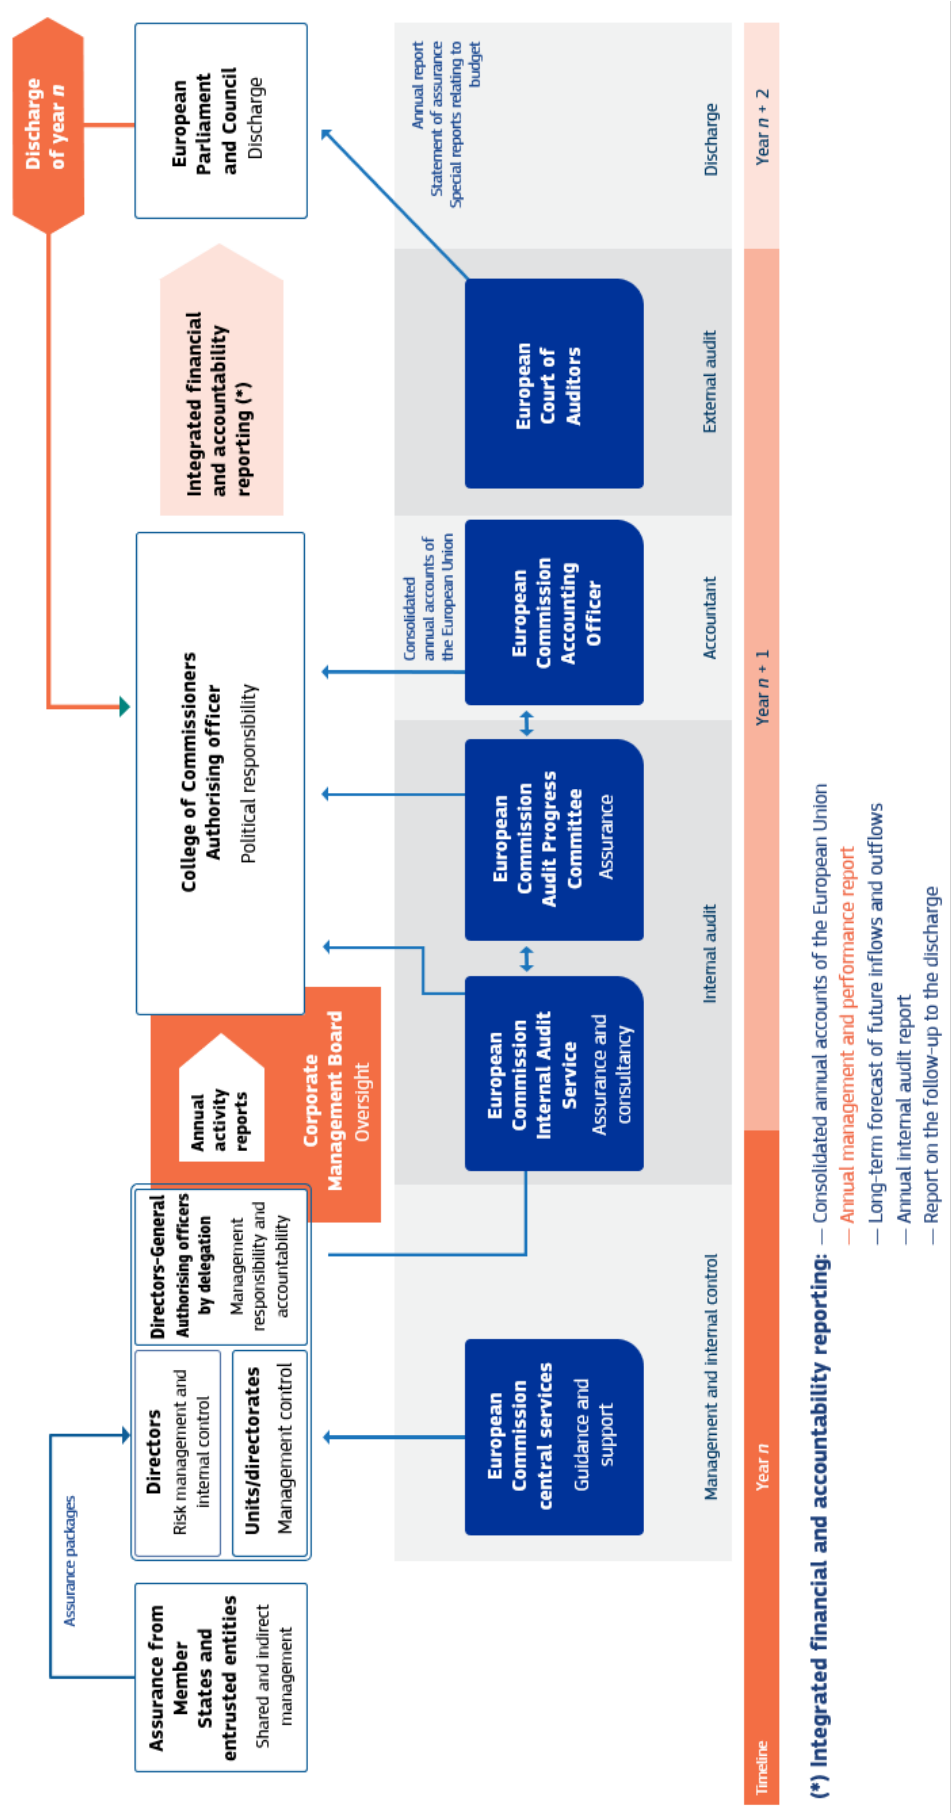 Discharge
of year n
Assurance packages
Assurance from
Member
States and
entrusted entities
Shared and indirect
management
Directors
Risk management and
internal control
Units/directorates
Management control
Directors-General
Authorising officers
by delegation
Management
responsibility and
accountability
Annual
activity
reports
Corporate
Management Board
Oversight
College of Commissioners
Authorising officer
Political responsibility
Integrated financial
and accountability
reporting (*)
European
Parliament
and Council
Discharge
Consolidated
annual accounts of
the European Union
Annual report
Statement of assurance
Special reports relating to
budget
European
Commission
central services
Guidance and
support
European
Commission
Internal Audit
Service
Assurance and
consultancy
European
Commission
Audit Progress
Committee
Assurance
European
Commission
Accounting
Officer
European
Court of
Auditors
Management and internal control
Internal audit
Accountant
External audit
Discharge
Timeline
Year n
Year n + 1
Year n + 2
(*) Integrated financial and accountability reporting: — Consolidated annual accounts of the European Union
— Annual management and performance report
— Long-term forecast of future inflows and outflows
— Annual internal audit report
— Report on the follow-up to the discharge